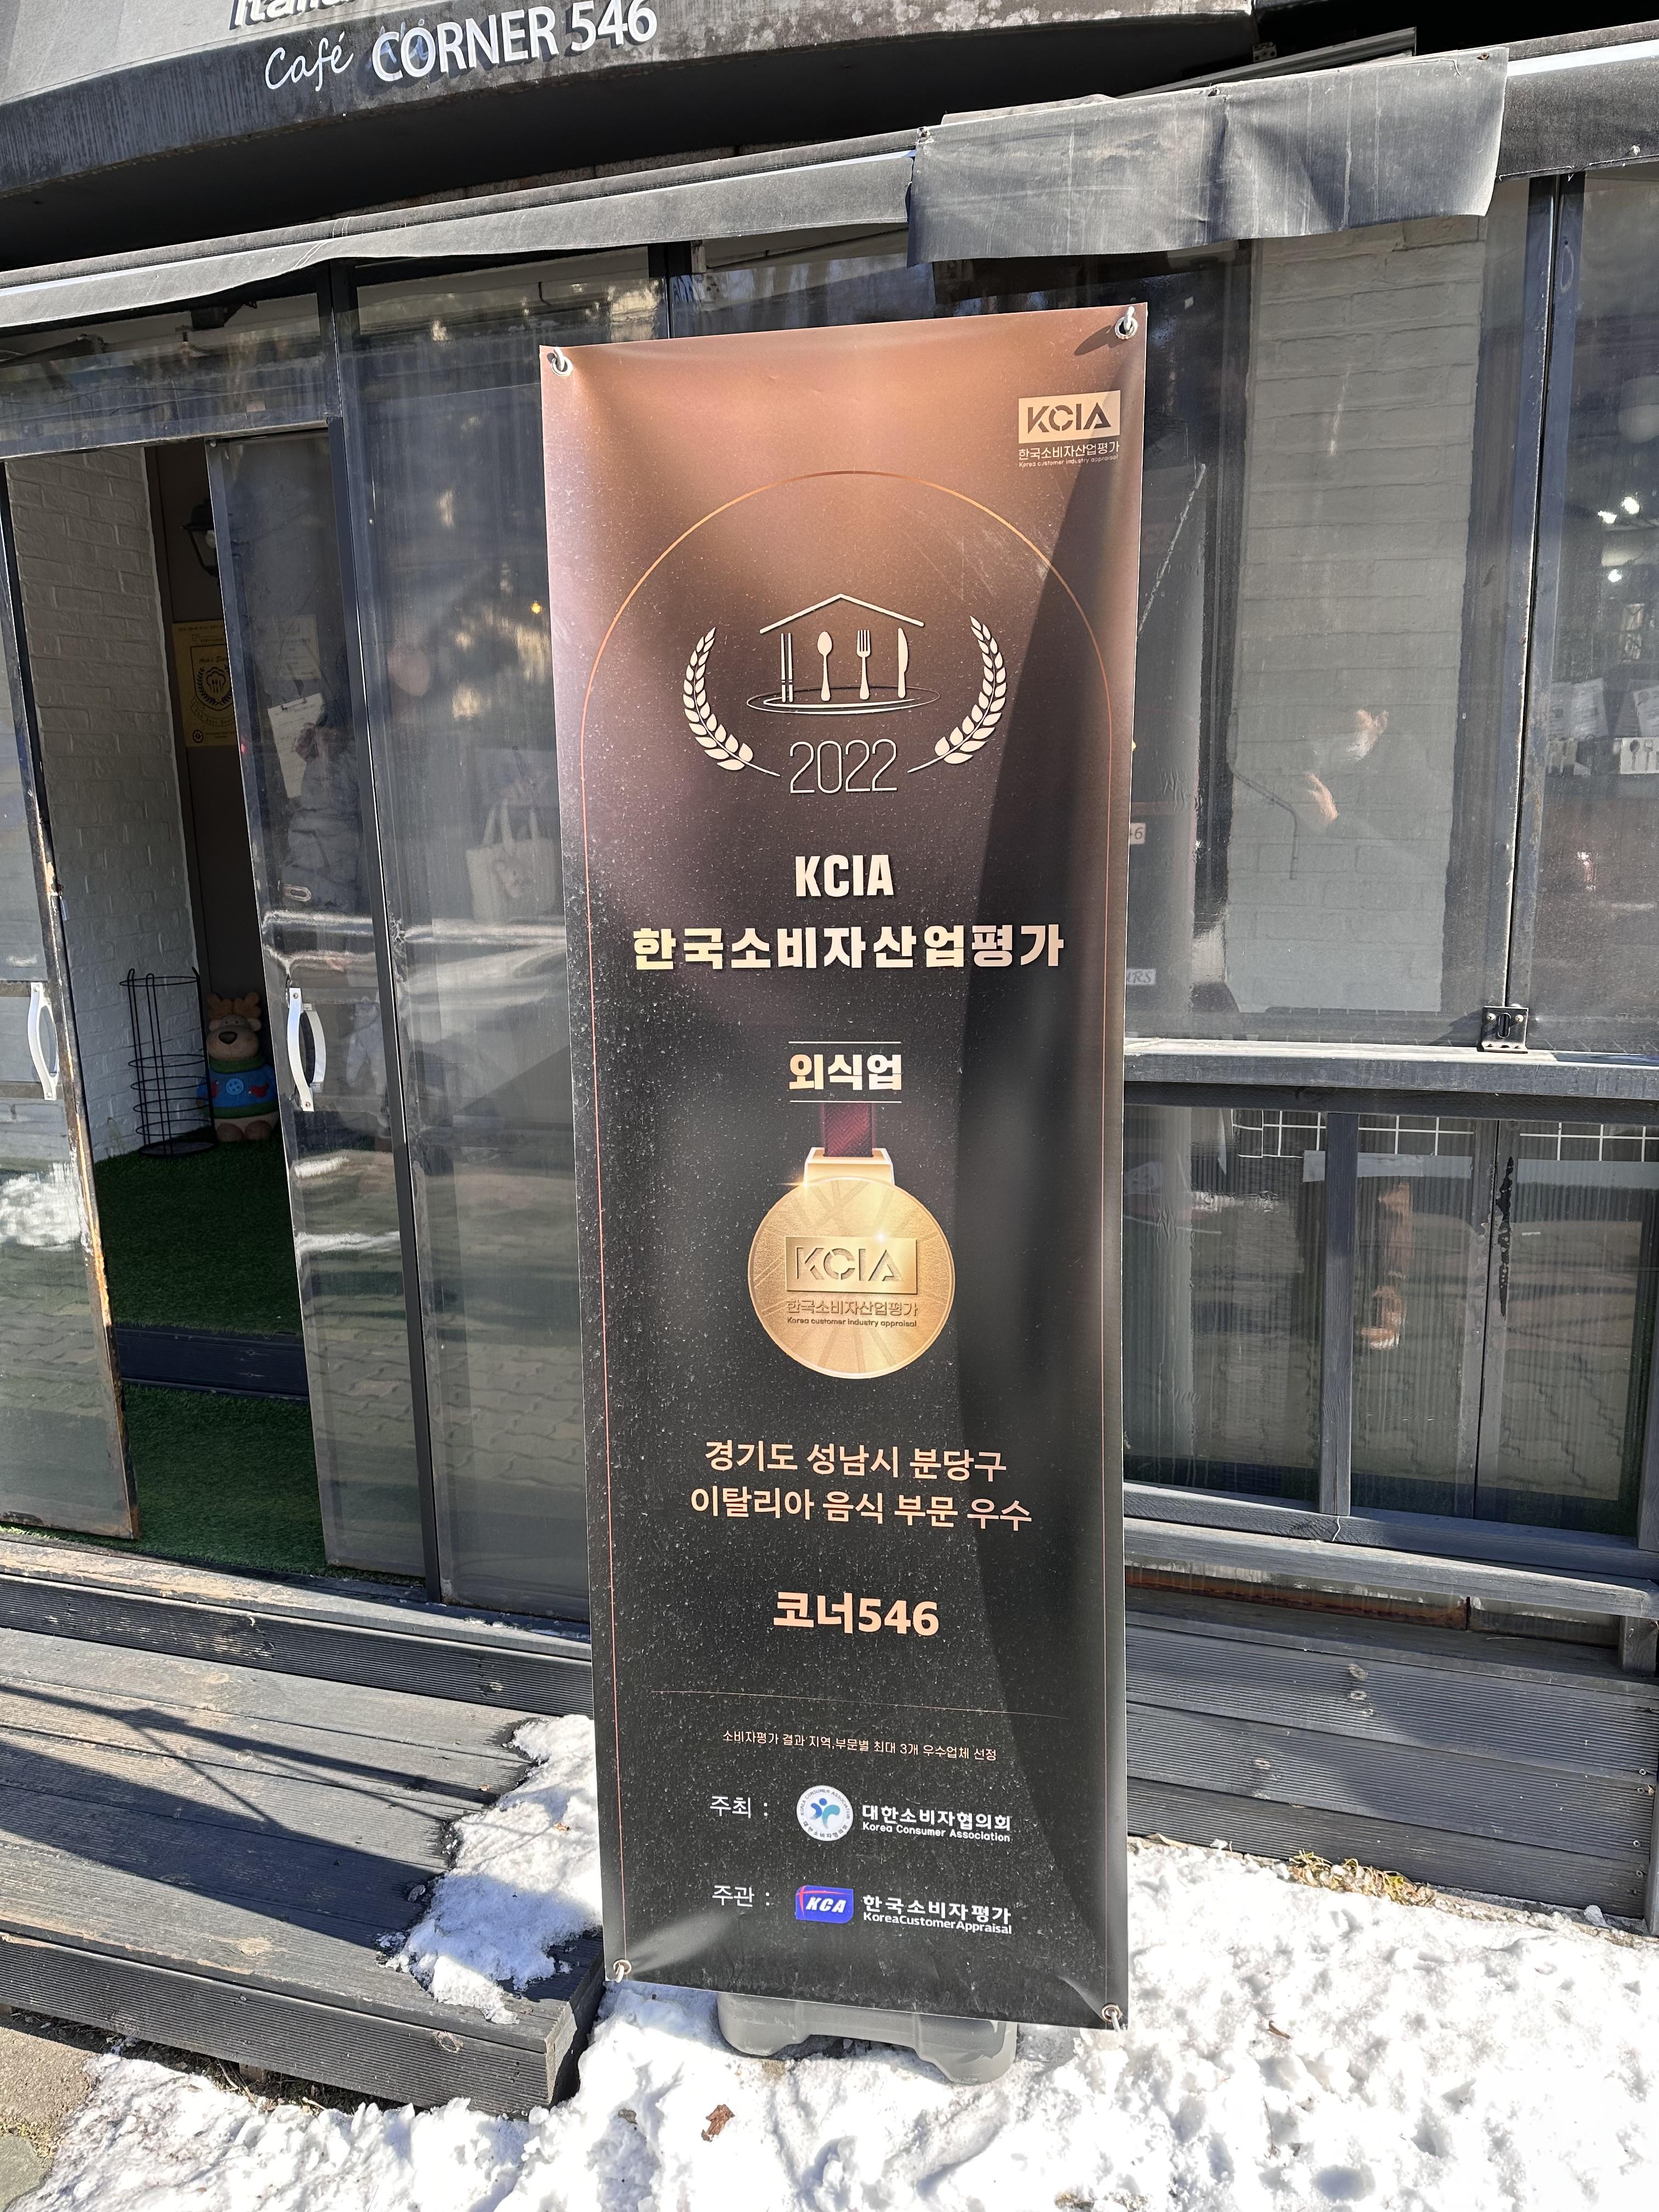 Café CORNER 546
KCIA
한국소비자산업평가
Korea customer industry appraisal
2022
KCIA
한국소비자산업평가
외식업
KCIA
한국소비자산업평가
Korea customer industry appraisal
경기도 성남시 분당구
이탈리아 음식 부문 우수
코너546
소비자평가 결과 지역,부문별 최대 3개 우수업체 선정
주최 : 대한소비자협의회
Korea Consumer Association
주관 : KCA 한국소비자평가
KoreaCustomerAppraisal